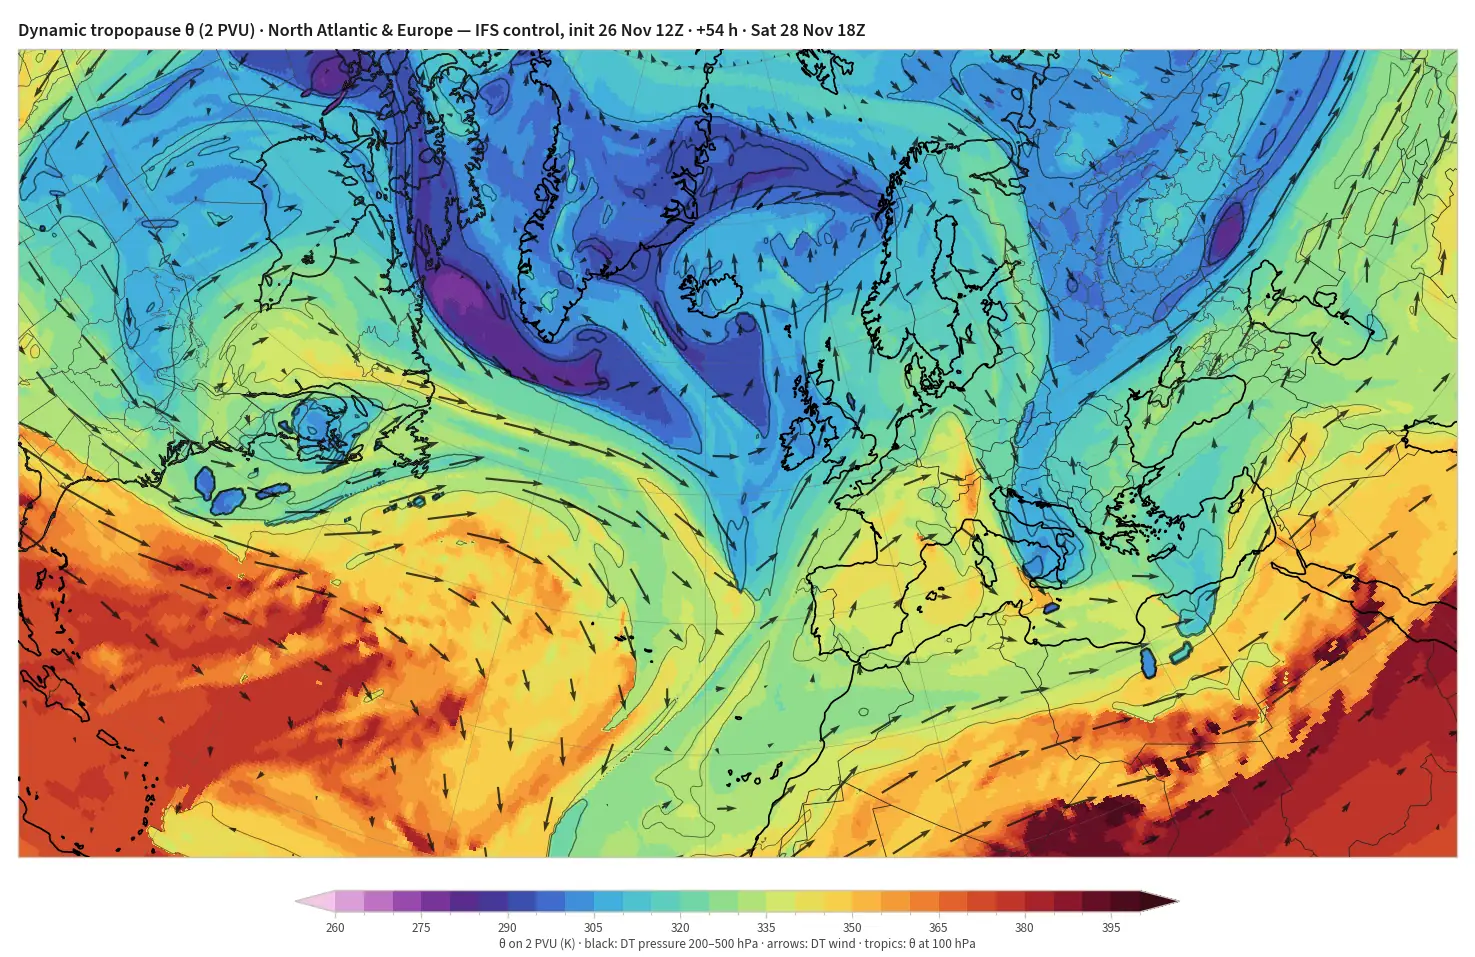 Dynamic tropopause θ (2 PVU) · North Atlantic & Europe — IFS control, init 26 Nov 12Z · +54 h · Sat 28 Nov 18Z
260 275 290 305 320 335 350 365 380 395
θ on 2 PVU (K) · black: DT pressure 200–500 hPa · arrows: DT wind · tropics: θ at 100 hPa